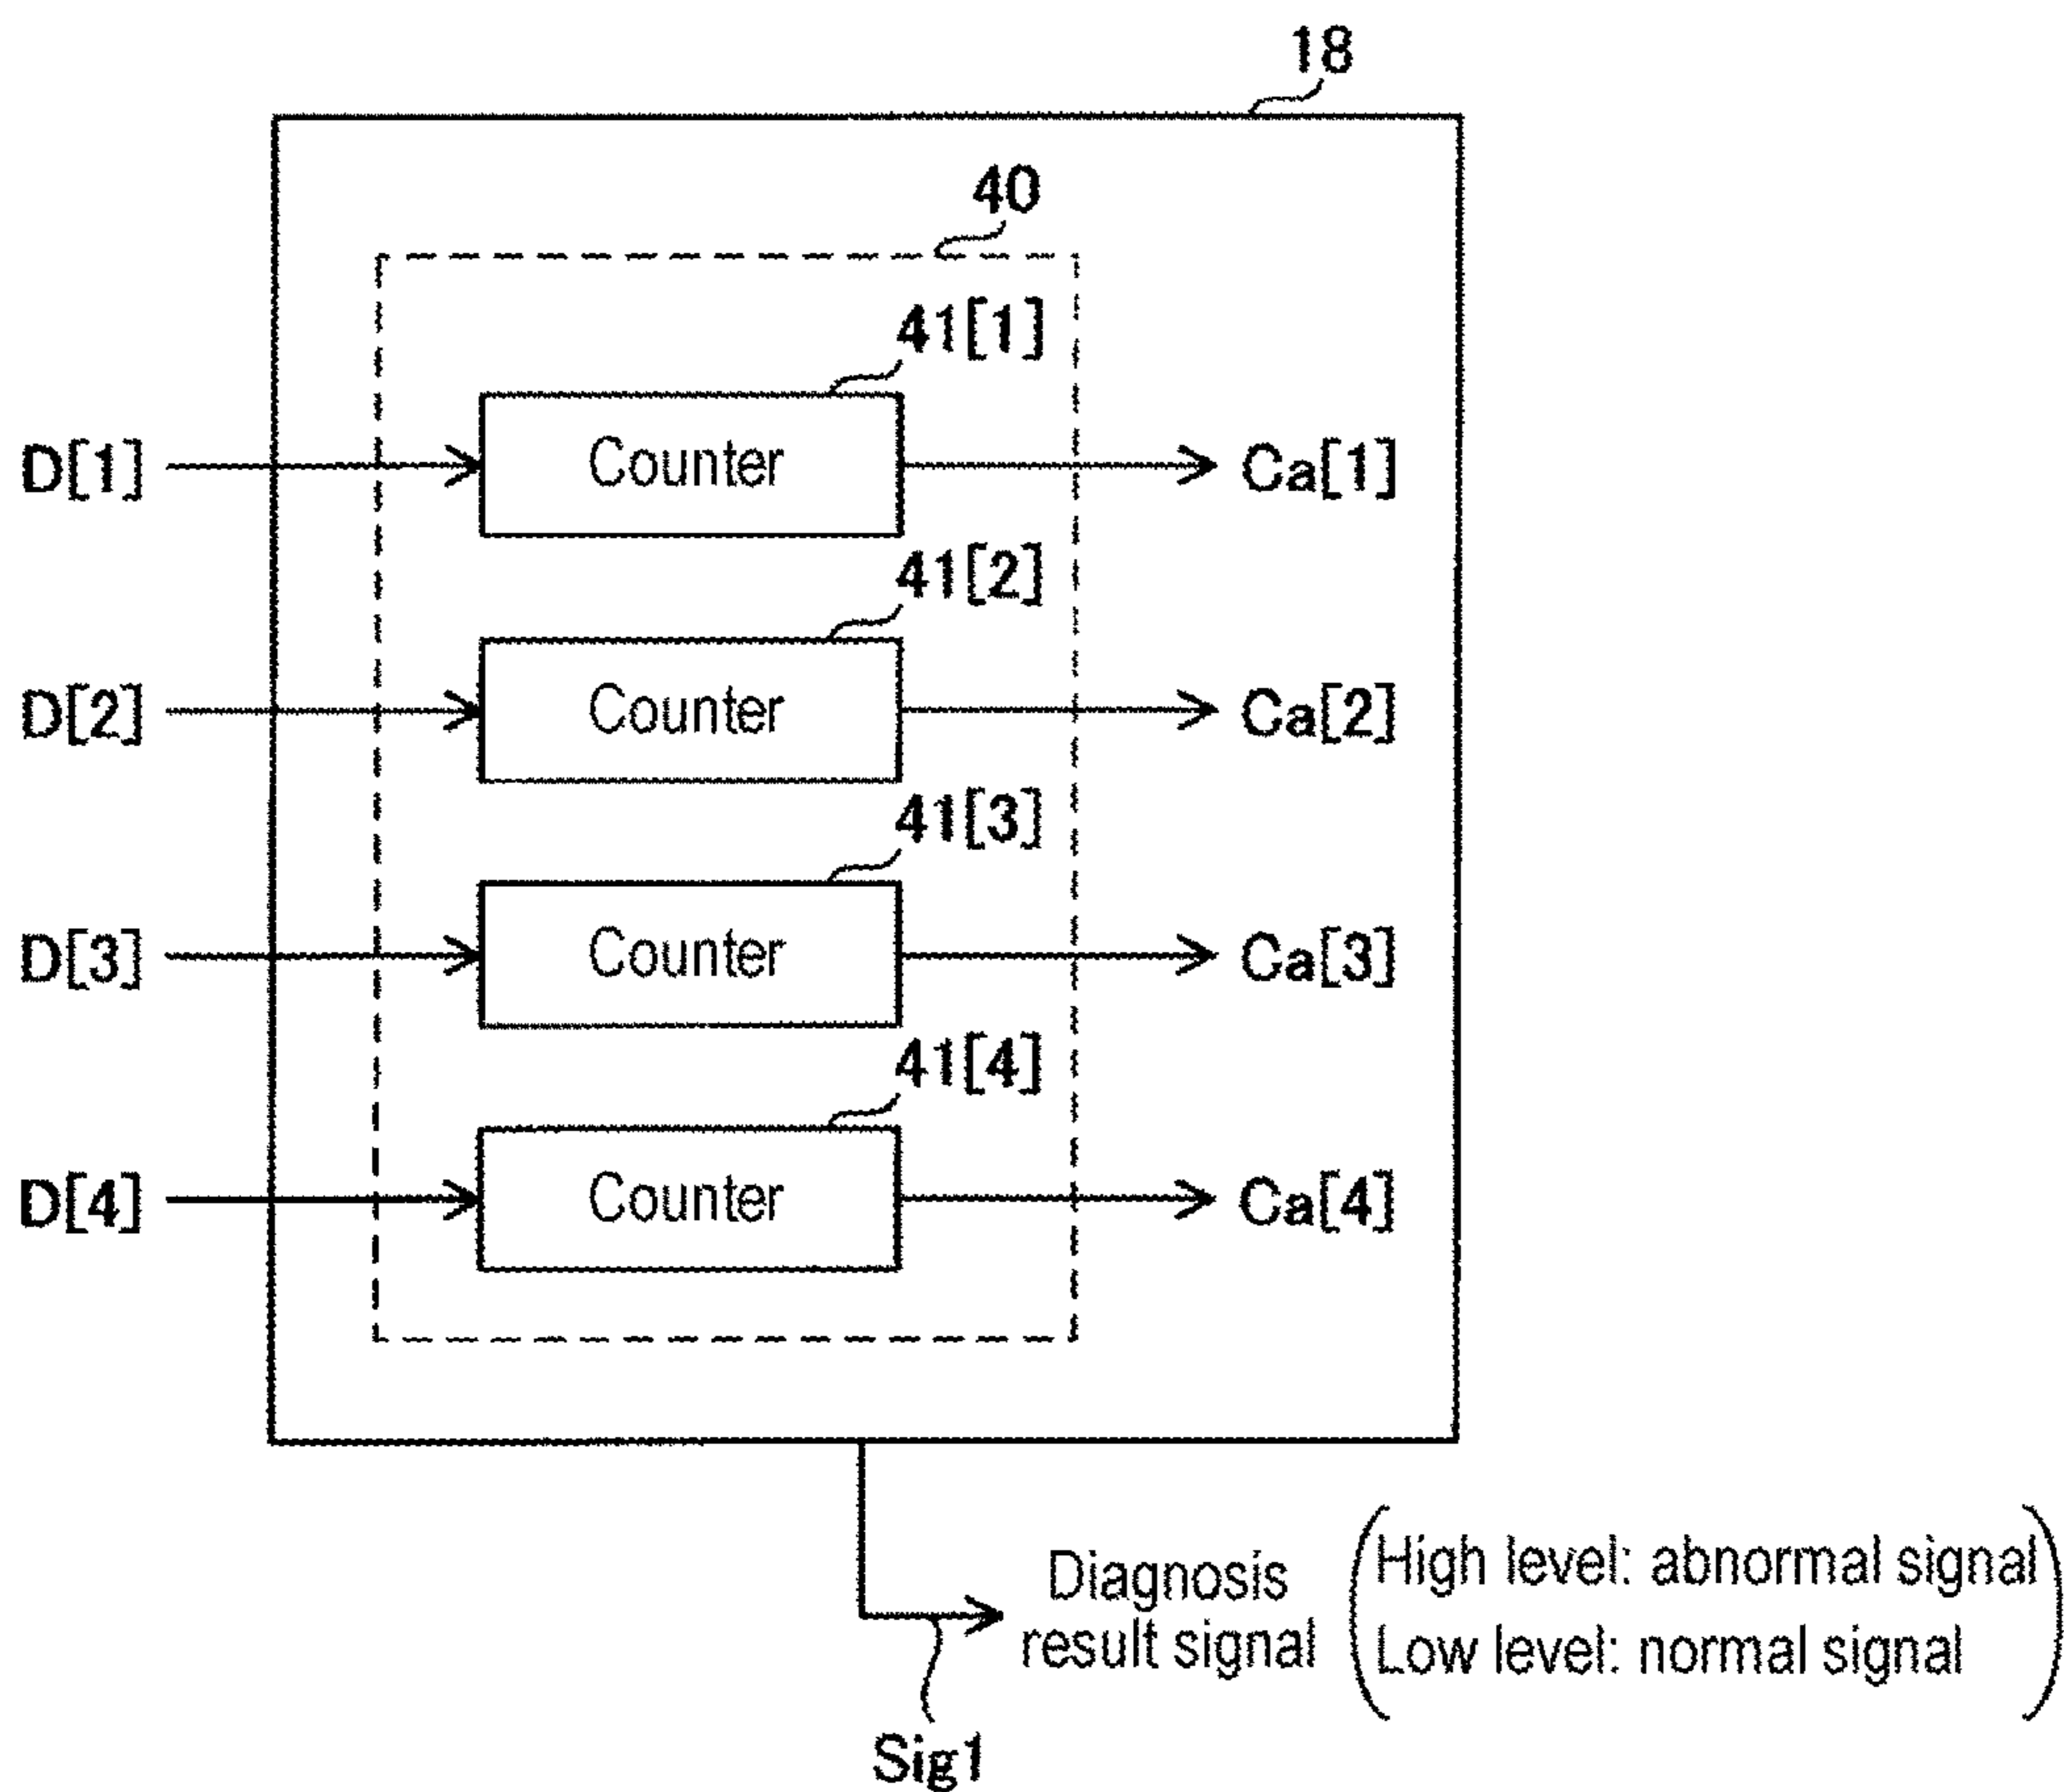 18
40
41[1]
D[1] Counter Ca[1]
41[2]
D[2] Counter Ca[2]
41[3]
D[3] Counter Ca[3]
41[4]
D[4] Counter Ca[4]
Diagnosis
result signal
High level: abnormal signal
Low level: normal signal
Sig1